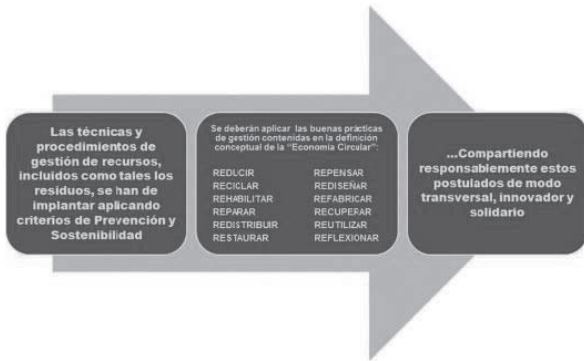 Las técnicas y
procedimientos de
gestión de recursos,
incluidos como tales los
residuos, se han de
implantar aplicando
criterios de Prevención y
Sostenibilidad
Se deberán aplicar las buenas prácticas
de gestión contenidas en la definición
conceptual de la “Economía Circular”:
REDUCIR
RECICLAR
REHABILITAR
REPARAR
REDISTRIBUIR
RESTAURAR
REPENSAR
REDISEÑAR
REFABRICAR
RECUPERAR
REUTILIZAR
REFLEXIONAR
...Compartiendo
responsablemente estos
postulados de modo
transversal, innovador y
solidario